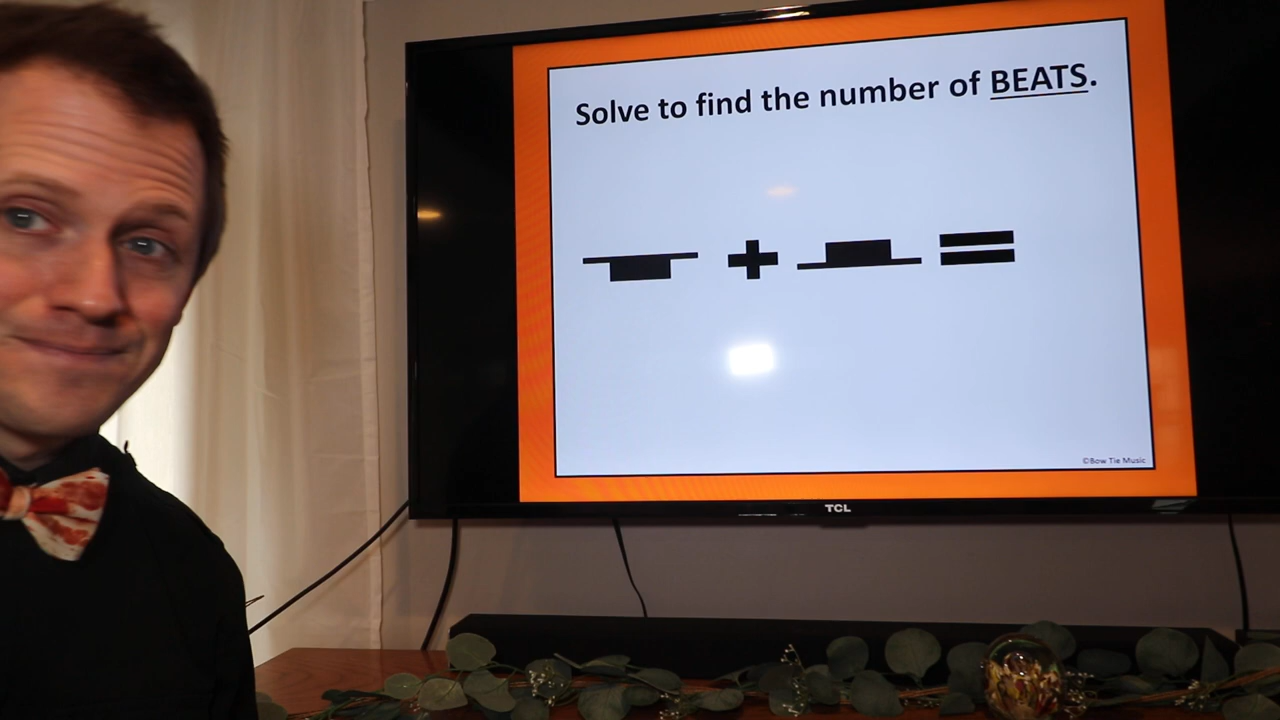 Solve to find the number of BEATS.
+ =
©Bow Tie Music
TCL